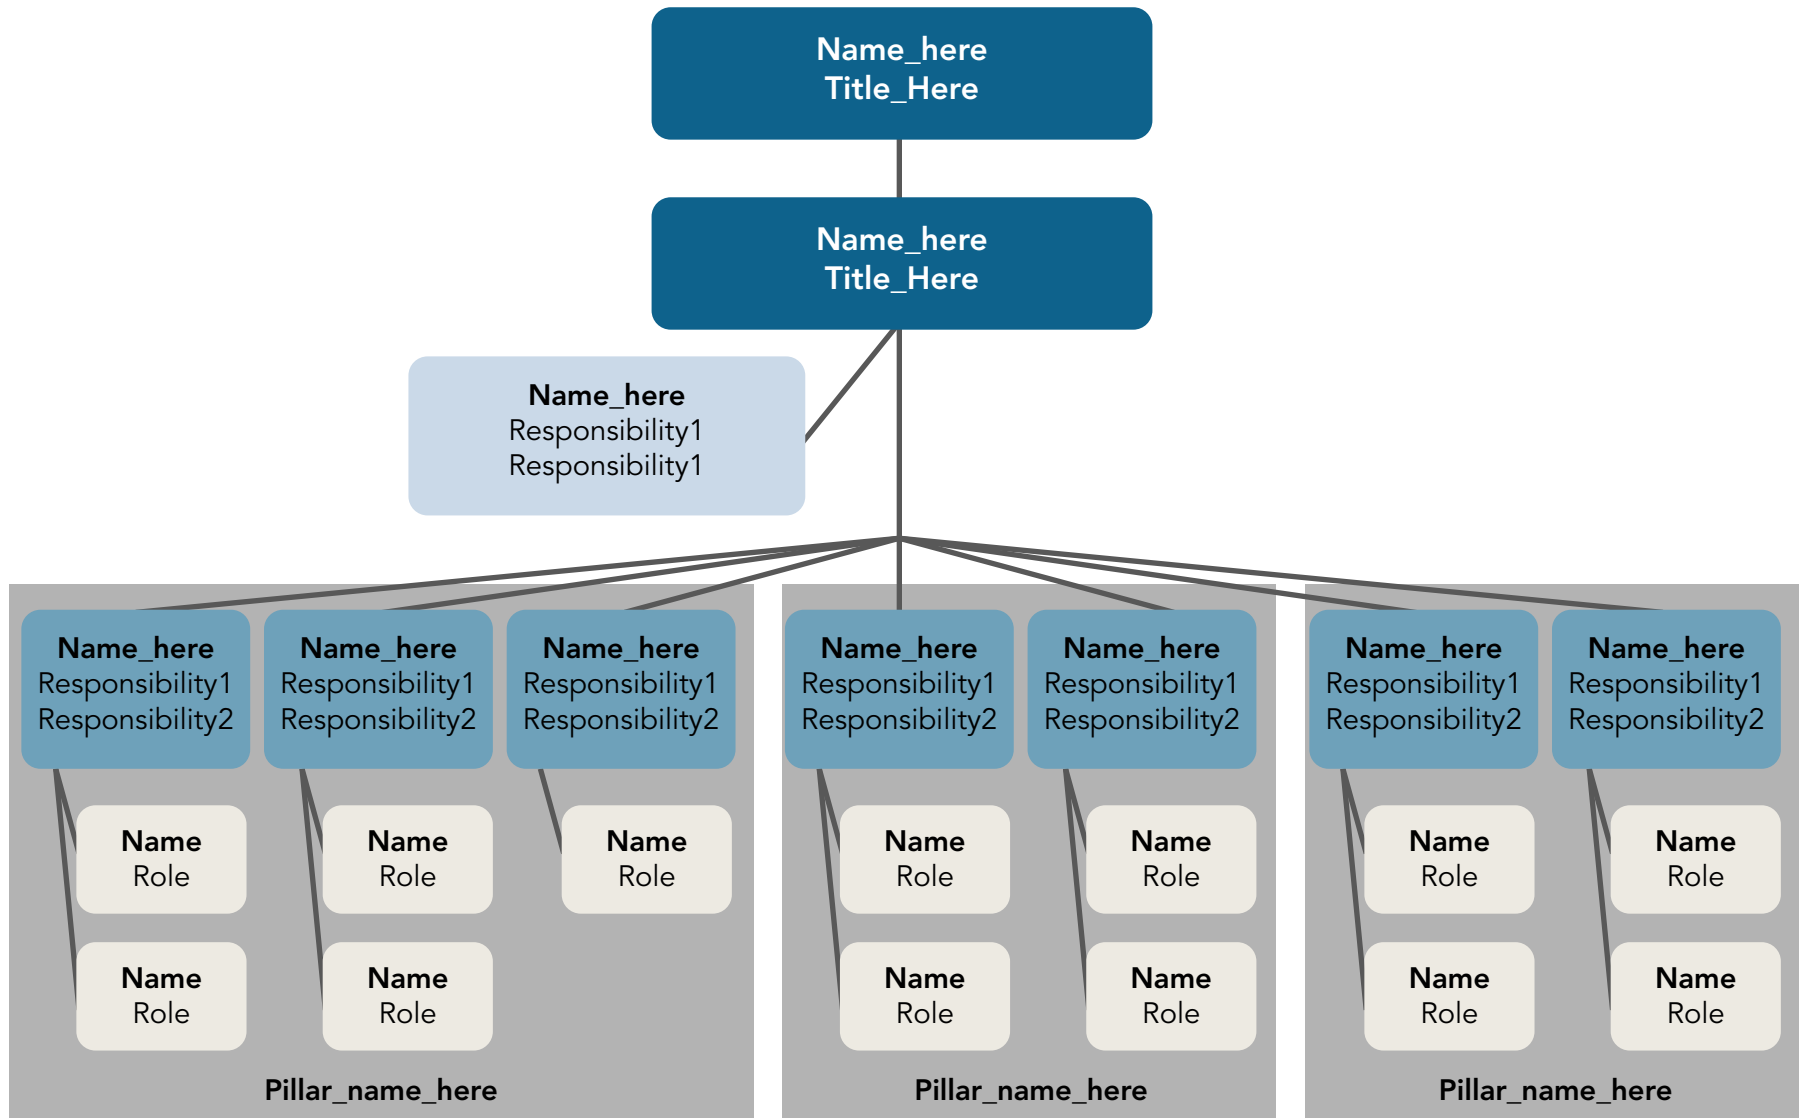 Name_here
Title_Here
Name_here
Title_Here
Name_here
Responsibility1
Responsibility1
Name_here
Responsibility1
Responsibility2
Name_here
Responsibility1
Responsibility2
Name_here
Responsibility1
Responsibility2
Name_here
Responsibility1
Responsibility2
Name_here
Responsibility1
Responsibility2
Name_here
Responsibility1
Responsibility2
Name_here
Responsibility1
Responsibility2
Name
Role
Name
Role
Name
Role
Name
Role
Name
Role
Name
Role
Name
Role
Name
Role
Name
Role
Name
Role
Name
Role
Name
Role
Name
Role
Pillar_name_here
Pillar_name_here
Pillar_name_here